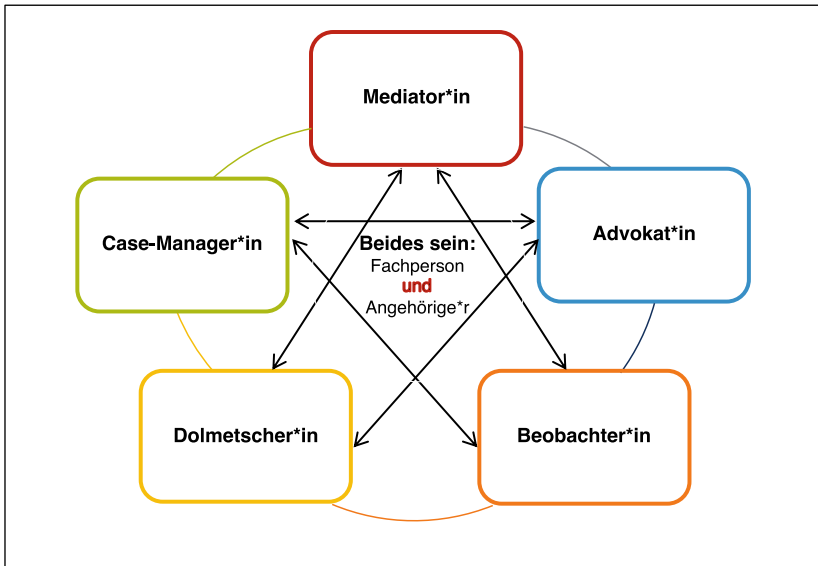 Mediator*in
Case-Manager*in
Advokat*in
Beides sein:
Fachperson
und
Angehörige*r
Dolmetscher*in
Beobachter*in